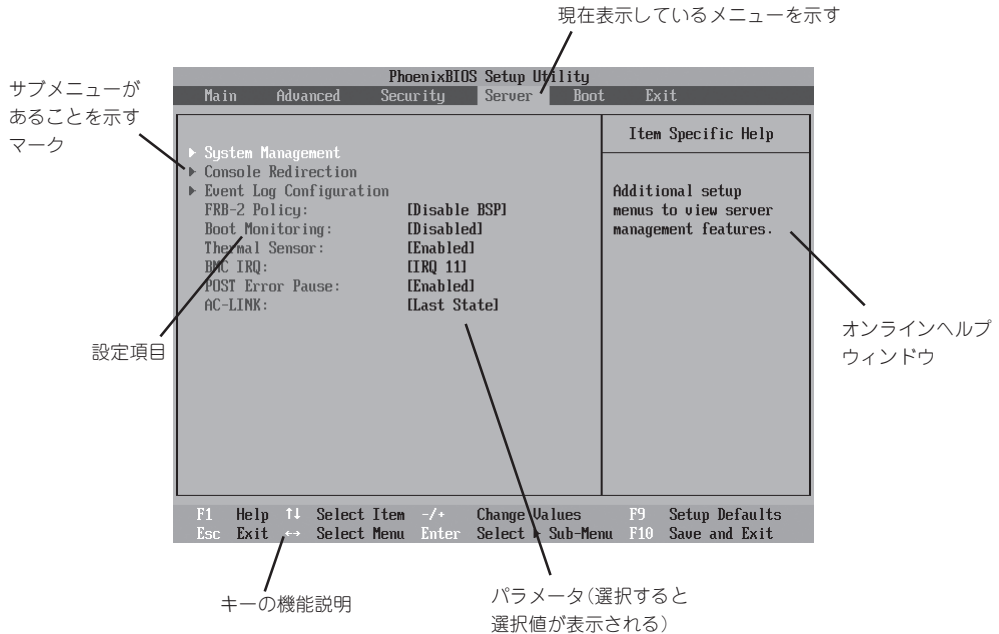 現在表示しているメニューを示す
サブメニューが
あることを示す
マーク
PhoenixBIOS Setup Utility
Main Advanced Security Server Boot Exit
Item Specific Help
▶ System Management
▶ Console Redirection
▶ Event Log Configuration
FRB-2 Policy: [Disable BSP]
Boot Monitoring: [Disabled]
Thermal Sensor: [Enabled]
BMC IRQ: [IRQ 11]
POST Error Pause: [Enabled]
AC-LINK: [Last State]
Additional setup
menus to view server
management features.
設定項目
オンラインヘルプ
ウィンドウ
F1 Help ↑↓ Select Item -/+ Change Values F9 Setup Defaults
Esc Exit ↔ Select Menu Enter Select ▶ Sub-Menu F10 Save and Exit
キーの機能説明
パラメータ(選択すると
選択値が表示される)